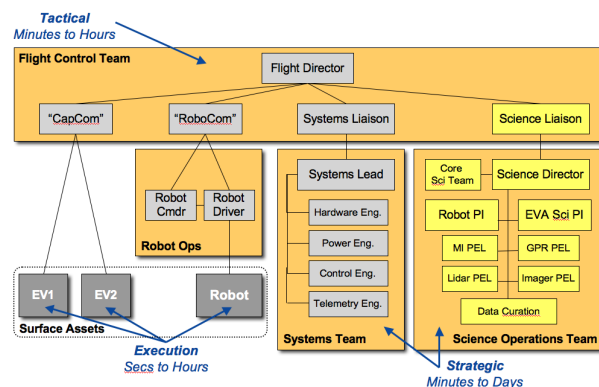 Tactical
Minutes to Hours
Flight Control Team
Flight Director
“CapCom”
“RoboCom”
Systems Liaison
Science Liaison
Robot
Cmdr
Robot
Driver
Robot Ops
Systems Lead
Hardware Eng.
Power Eng.
Control Eng.
Telemetry Eng.
Systems Team
Core
Sci Team
Science Director
Robot PI
EVA Sci PI
MI PEL
GPR PEL
Lidar PEL
Imager PEL
Data Curation
Science Operations Team
EV1
EV2
Robot
Surface Assets
Execution
Secs to Hours
Strategic
Minutes to Days